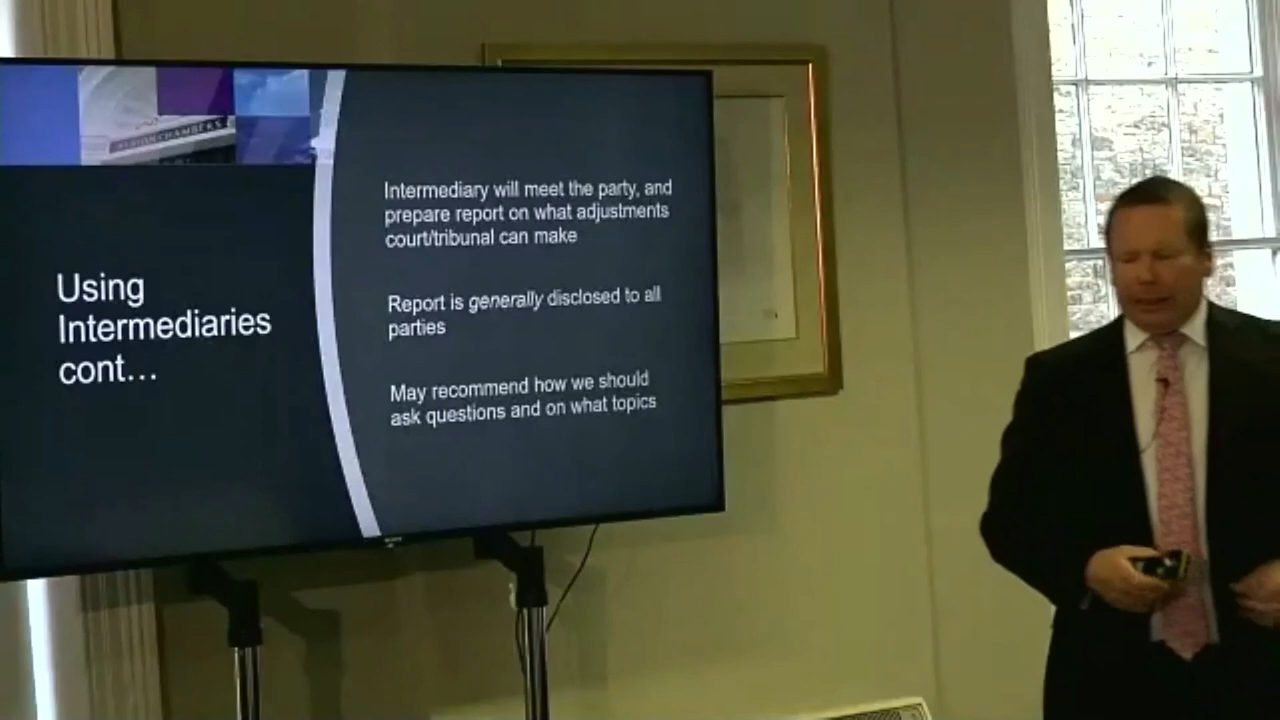 Using
Intermediaries
cont…
Intermediary will meet the party, and
prepare report on what adjustments
court/tribunal can make
Report is generally disclosed to all
parties
May recommend how we should
ask questions and on what topics